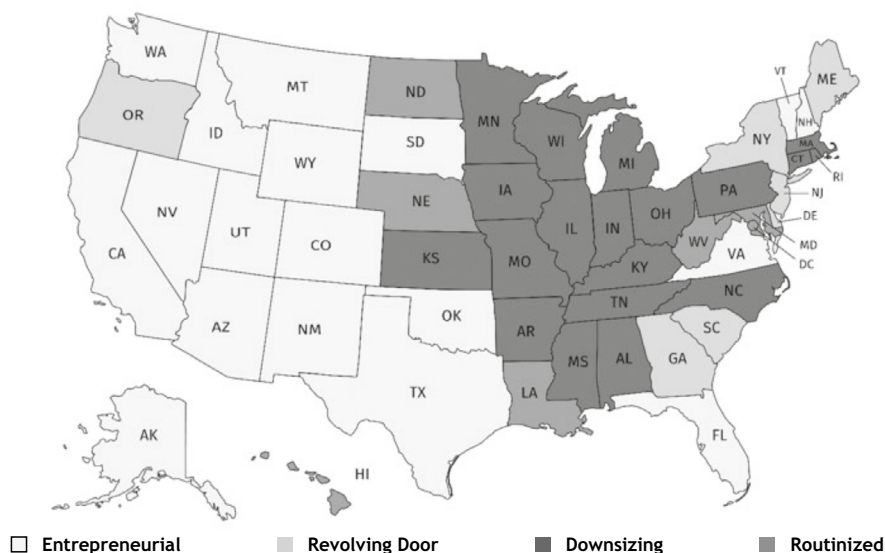 WA
MT
ND
MN
VT
ME
OR
ID
SD
WI
NY
NH
MA
CT
RI
WY
MI
IA
PA
NJ
NV
NE
OH
DE
UT
IL
IN
WV
MD
CA
CO
KS
MO
KY
VA
DC
NC
TN
AZ
NM
OK
AR
SC
MS
AL
GA
TX
LA
AK
FL
HI
Entrepreneurial Revolving Door Downsizing Routinized